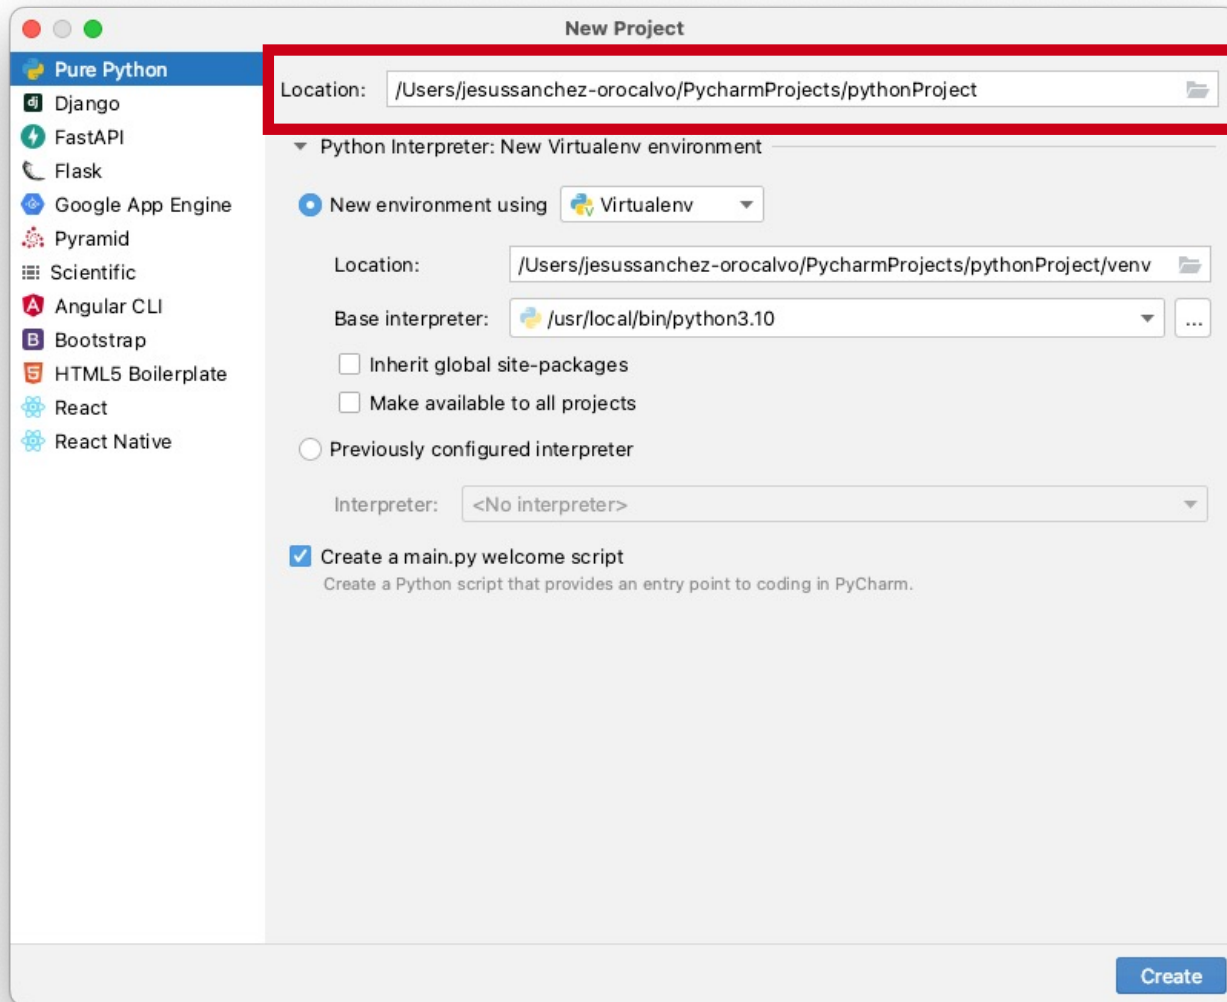 New Project
Pure Python
Django
FastAPI
Flask
Google App Engine
Pyramid
Scientific
Angular CLI
Bootstrap
HTML5 Boilerplate
React
React Native
Location: /Users/jesussanchez-orocalvo/PycharmProjects/pythonProject
Python Interpreter: New Virtualenv environment
New environment using Virtualenv
Location: /Users/jesussanchez-orocalvo/PycharmProjects/pythonProject/venv
Base interpreter: /usr/local/bin/python3.10 ...
Inherit global site-packages
Make available to all projects
Previously configured interpreter
Interpreter: <No interpreter>
Create a main.py welcome script
Create a Python script that provides an entry point to coding in PyCharm.
Create